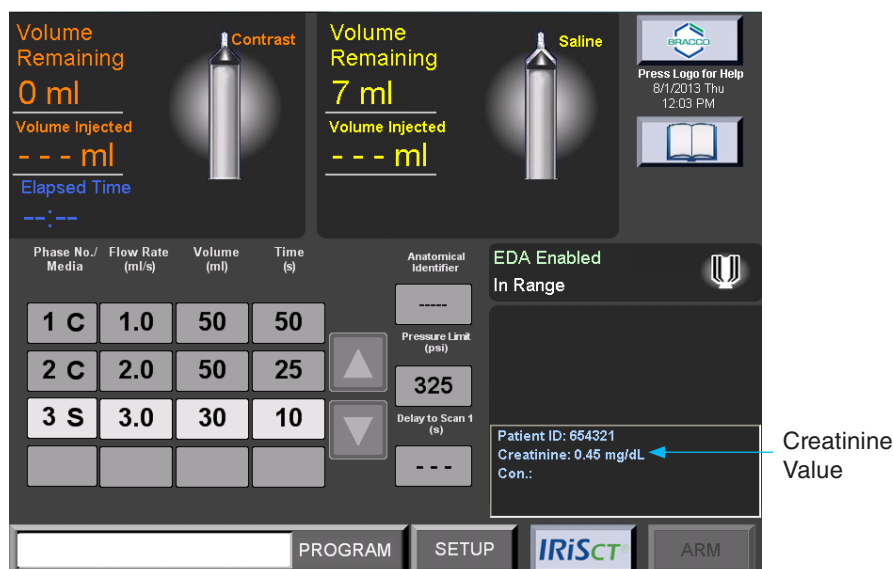 Volume
Remaining
0 ml
Volume Injected
- - - ml
Elapsed Time
--:--
Contrast
Volume
Remaining
7 ml
Volume Injected
- - - ml
Saline
BRACCO
Press Logo for Help
8/1/2013 Thu
12:03 PM
Phase No./ Media
Flow Rate (ml/s)
Volume (ml)
Time (s)
1 C 1.0 50 50
2 C 2.0 50 25
3 S 3.0 30 10
Anatomical
Identifier
-----
Pressure Limit
(psi)
325
Delay to Scan 1
(s)
- - -
EDA Enabled
In Range
Patient ID: 654321
Creatinine: 0.45 mg/dL
Con.:
Creatinine
Value
PROGRAM SETUP IRiSCT® ARM